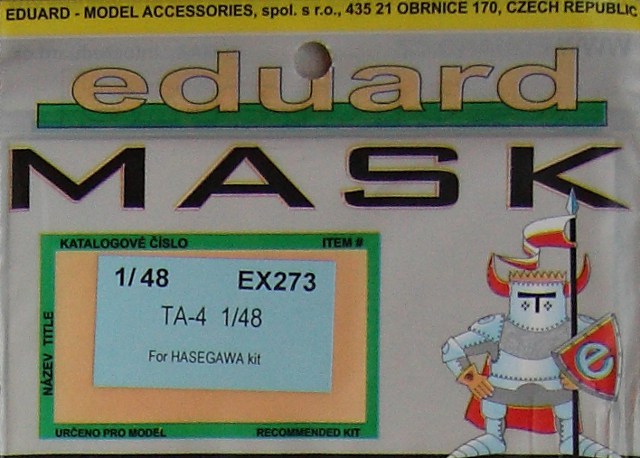 EDUARD - MODEL ACCESSORIES, spol. s r.o., 435 21 OBRNICE 170, CZECH REPUBLIC
eduard
MASK
KATALOGOVÉ ČÍSLO ITEM #
1/48 EX273
TA-4 1/48
For HASEGAWA kit
NÁZEV TITLE
URČENO PRO MODEL RECOMMENDED KIT
e